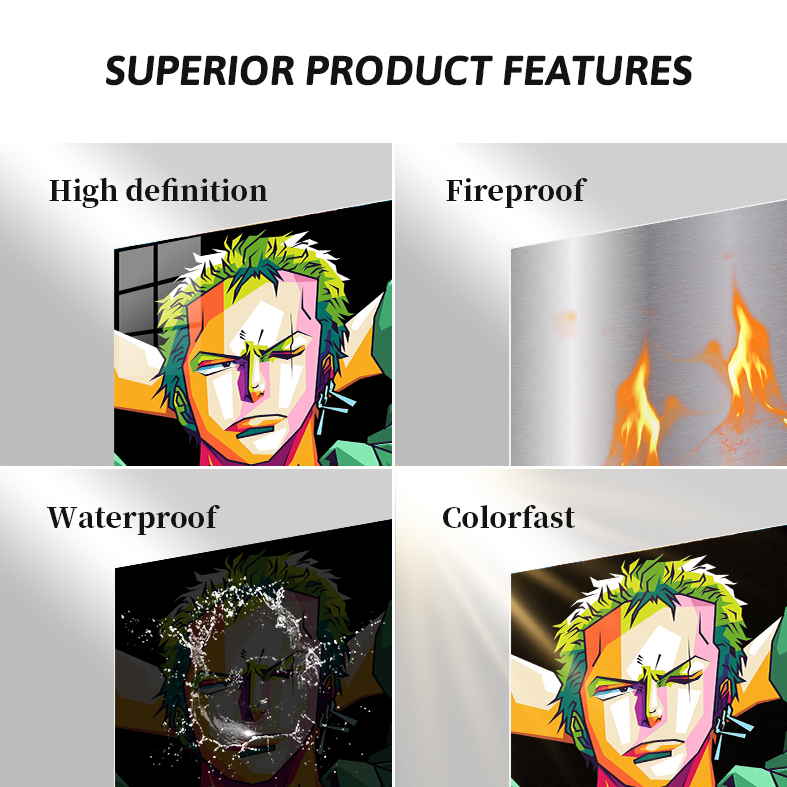 SUPERIOR PRODUCT FEATURES
High definition
Fireproof
Waterproof
Colorfast